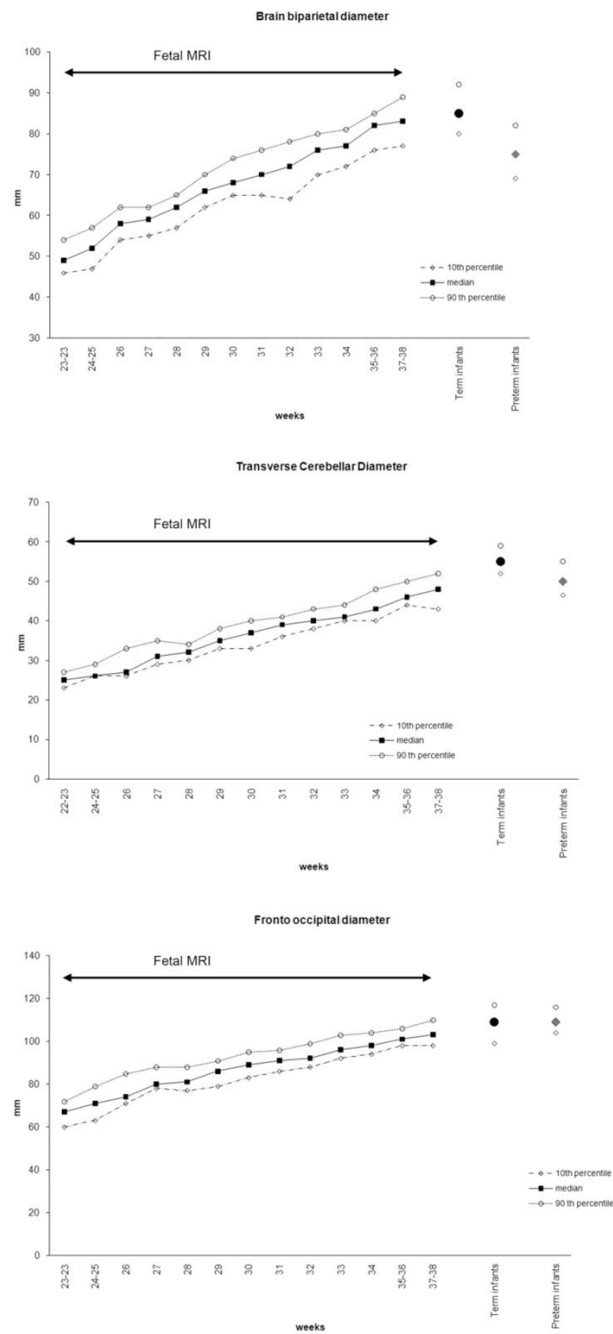 Brain biparietal diameter
Fetal MRI
100
90
80
70
60
50
40
30
mm
10th percentile
median
90 th percentile
23-23
24-25
26
27
28
29
30
31
32
33
34
35-36
37-38
Term infants
Preterm infants
weeks
Transverse Cerebellar Diameter
Fetal MRI
70
60
50
40
30
20
10
0
mm
10th percentile
median
90 th percentile
22-23
24-25
26
27
28
29
30
31
32
33
34
35-36
37-38
Term infants
Preterm infants
weeks
Fronto occipital diameter
Fetal MRI
140
120
100
80
60
40
20
0
mm
10th percentile
median
90 th percentile
23-23
24-25
26
27
28
29
30
31
32
33
34
35-36
37-38
Term infants
Preterm infants
weeks